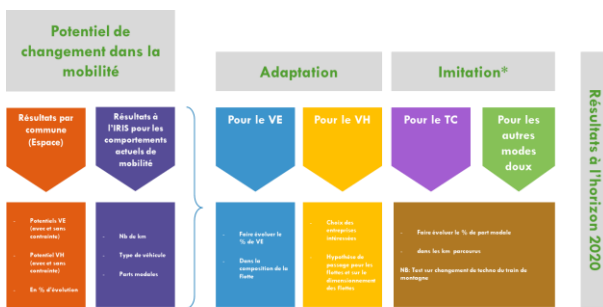 Potentiel de
changement dans la
mobilité
Adaptation
Imitation*
Résultats à l'horizon 2020
Résultats par
commune
(Espace)
Résultats à
l'IRIS pour les
comportements
actuels de
mobilité
Pour le VE
Pour le VH
Pour le TC
Pour les
autres
modes
doux
- Potentiels VE
(avec et sans
contrainte)
- Potentiel VH
(avec et sans
contrainte)
- En % d'évolution
- Nb de km
- Type de véhicule
- Parts modales
- Faire évoluer le
% de VE
- Dans la
composition de la
flotte
- Choix des
entreprises
intéressées
- Hypothèse de
passage pour les
flottes et sur le
dimensionnement
des flottes
- Faire évoluer le % de part modale
- dans les km parcourus
NB: Test sur changement de techno du train de
montagne